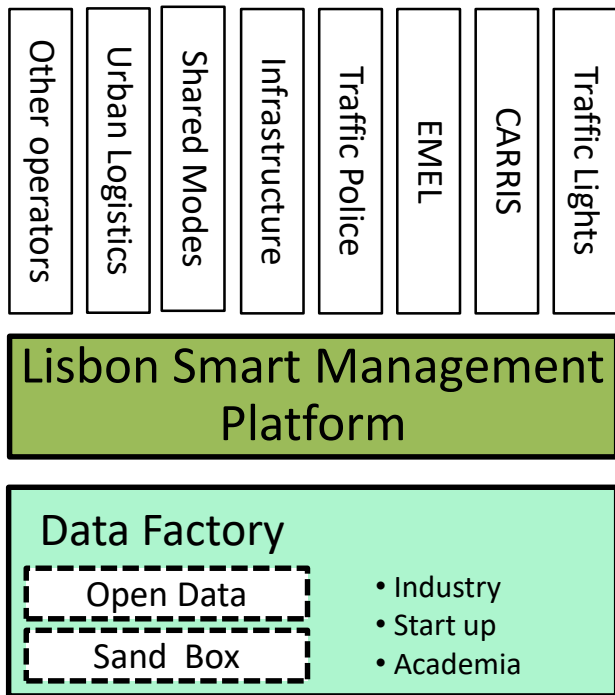 Other operators
Urban Logistics
Shared Modes
Infrastructure
Traffic Police
EMEL
CARRIS
Traffic Lights
Lisbon Smart Management
Platform
Data Factory
Open Data
Sand Box
• Industry
• Start up
• Academia